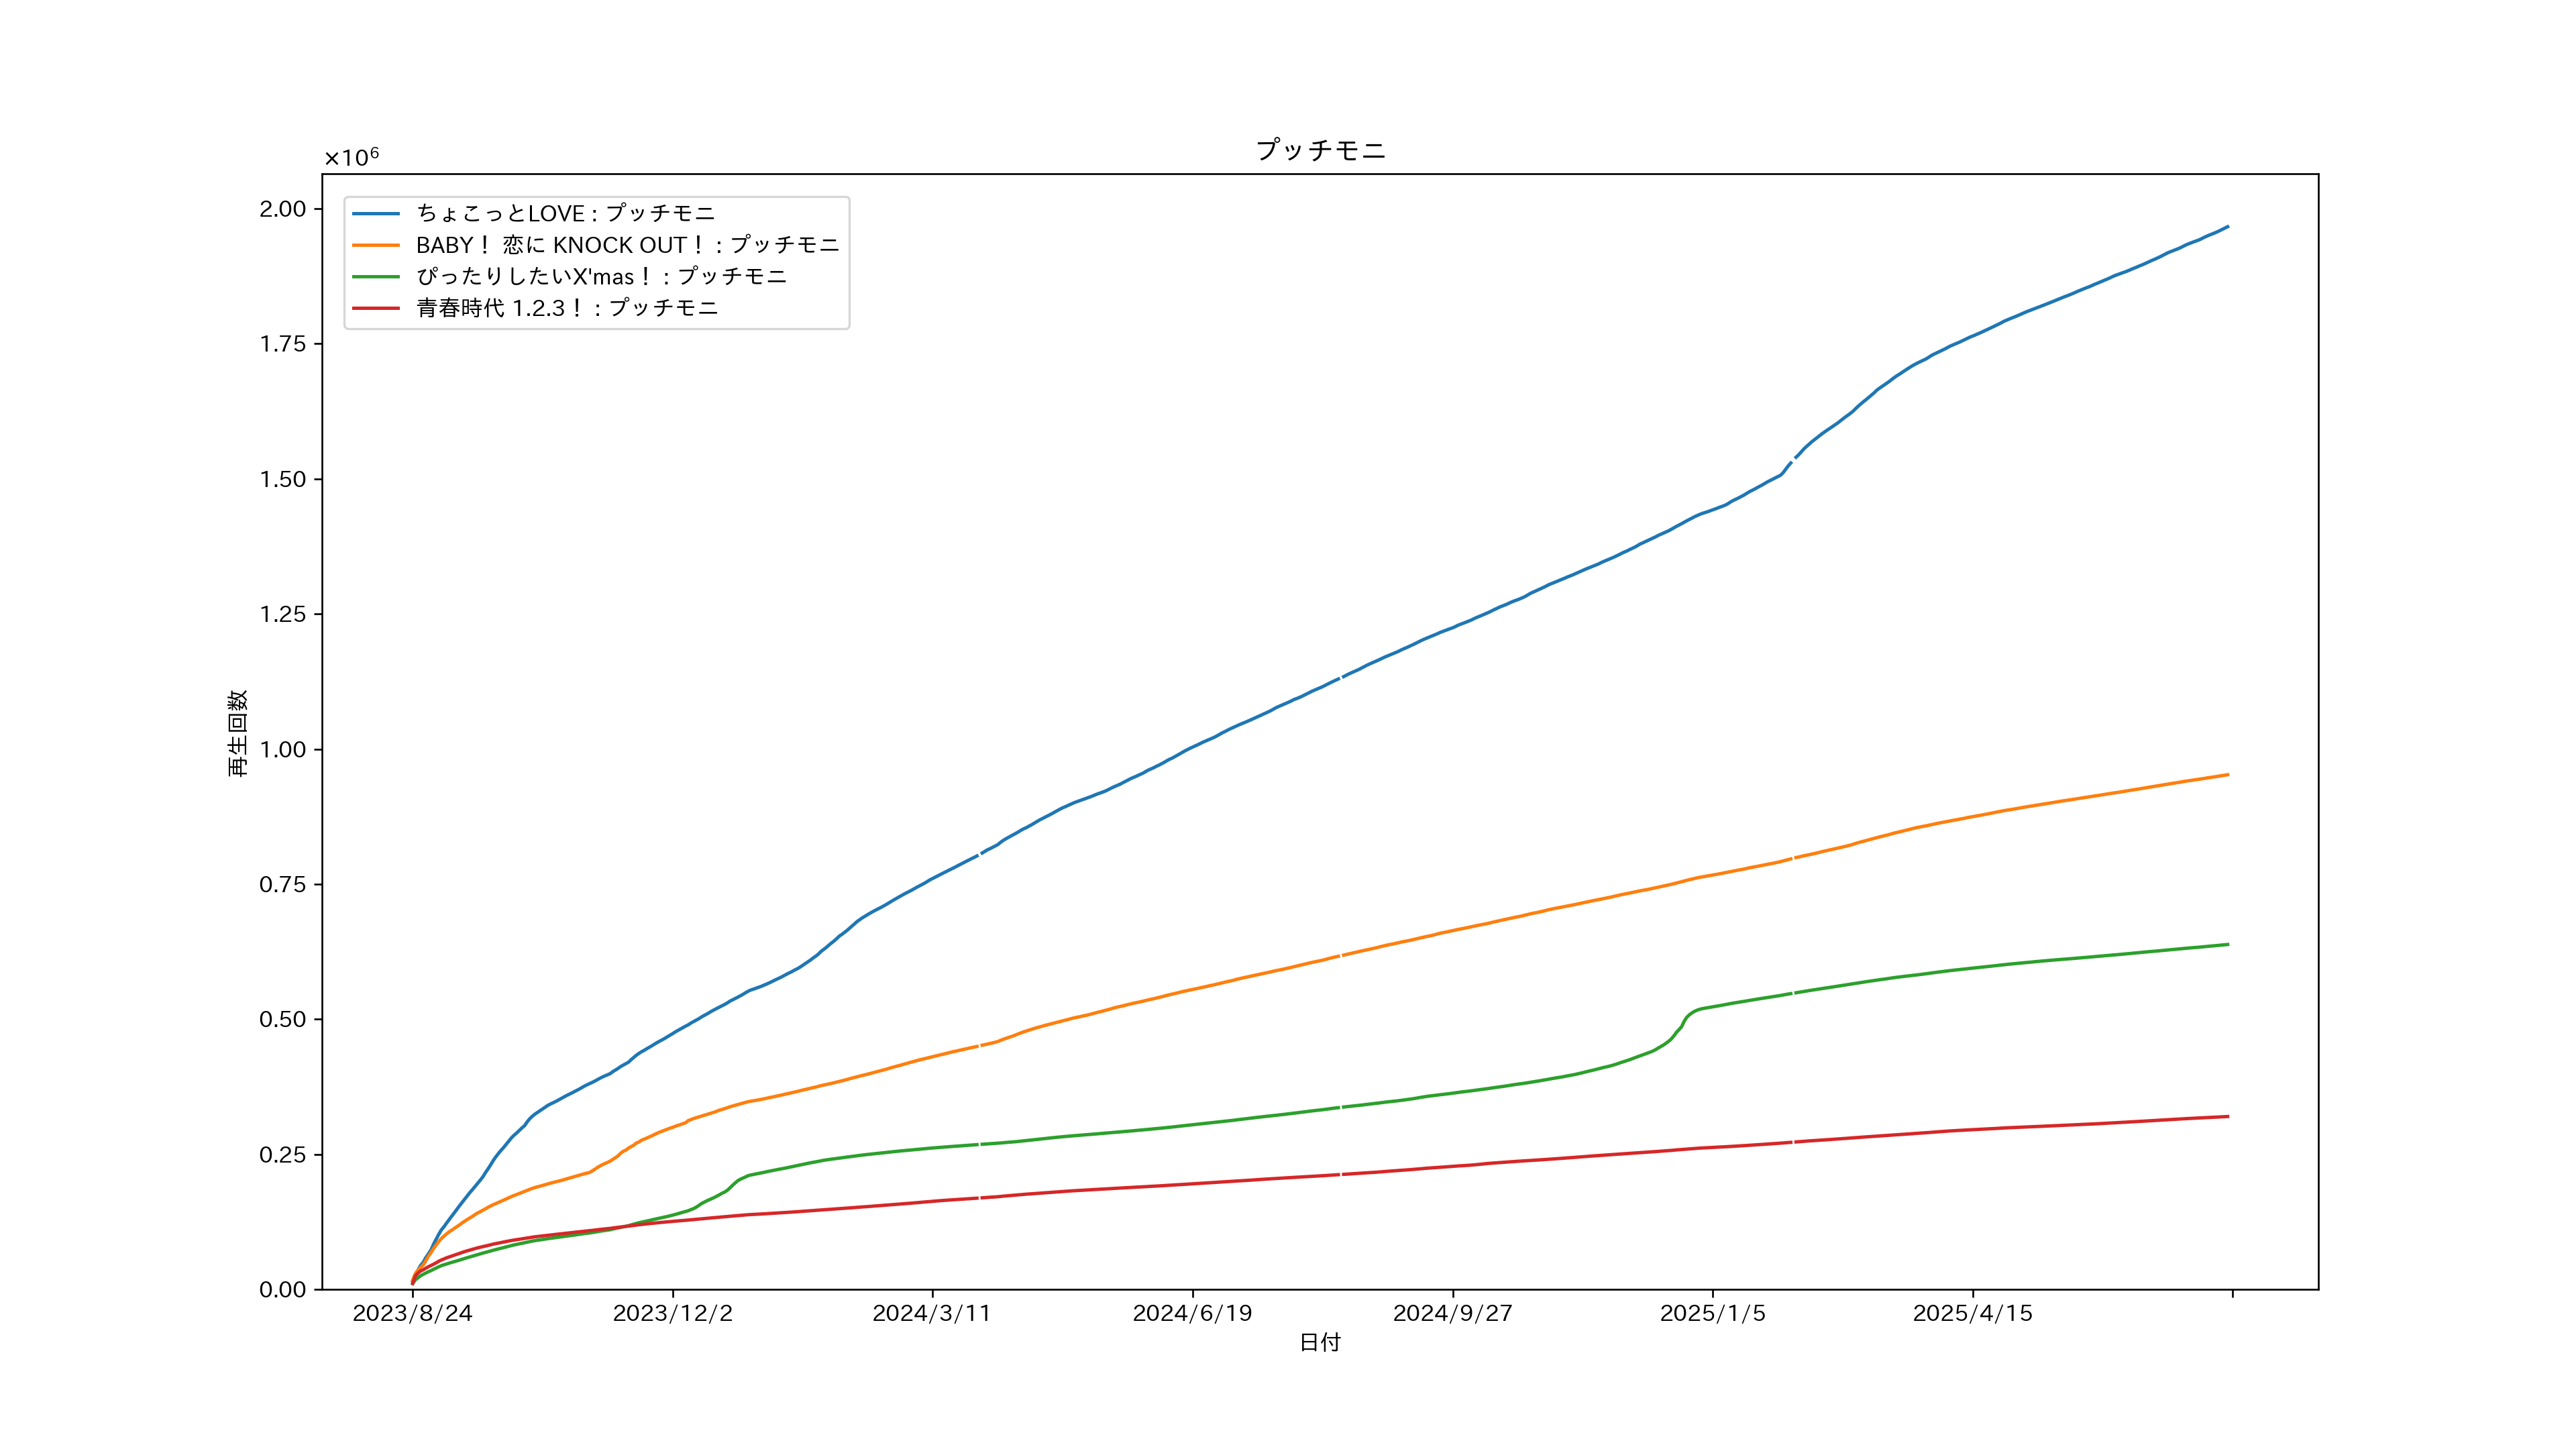 プッチモニ
×10⁶
2.00
1.75
1.50
1.25
1.00
0.75
0.50
0.25
0.00
再生回数
ちょこっとLOVE : プッチモニ
BABY！ 恋に KNOCK OUT！ : プッチモニ
ぴったりしたいX'mas！ : プッチモニ
青春時代 1.2.3！ : プッチモニ
2023/8/24 2023/12/2 2024/3/11 2024/6/19 2024/9/27 2025/1/5 2025/4/15
日付